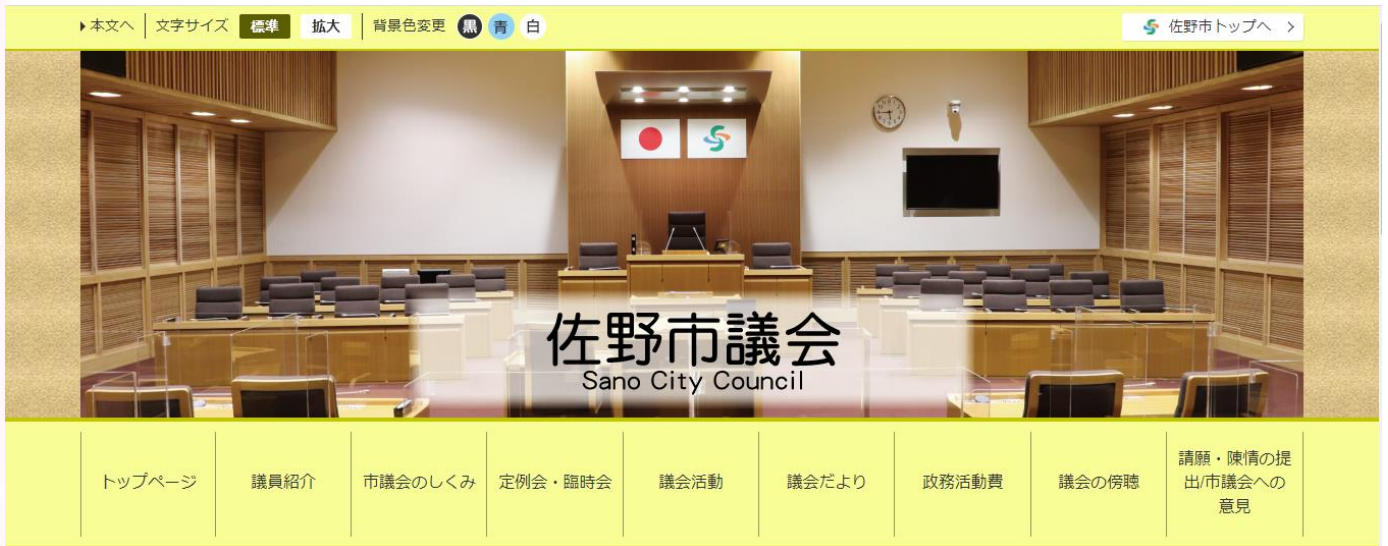 本文へ
文字サイズ 標準 拡大
背景色変更 黒 青 白
佐野市トップへ
佐野市議会
Sano City Council
トップページ
議員紹介
市議会のしくみ
定例会・臨時会
議会活動
議会だより
政務活動費
議会の傍聴
請願・陳情の提
出/市議会への
意見